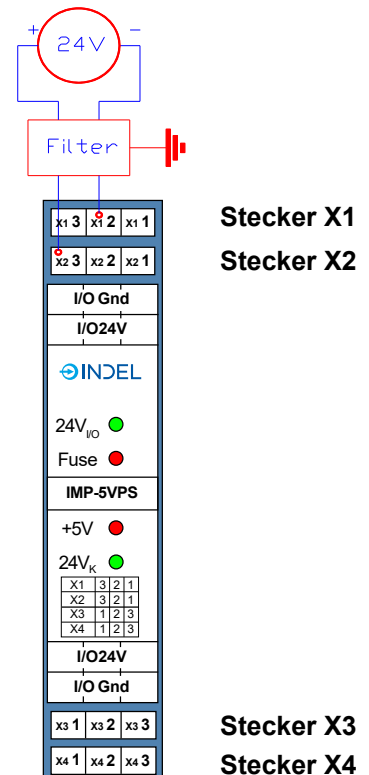 + 24V −
Filter
X1 3 X1 2 X1 1 Stecker X1
X2 3 X2 2 X2 1 Stecker X2
I/O Gnd
I/O24V
INDEL
24V I/O
Fuse
IMP-5VPS
+5V
24V K
X1 3 2 1
X2 3 2 1
X3 1 2 3
X4 1 2 3
I/O24V
I/O Gnd
X3 1 X3 2 X3 3 Stecker X3
X4 1 X4 2 X4 3 Stecker X4